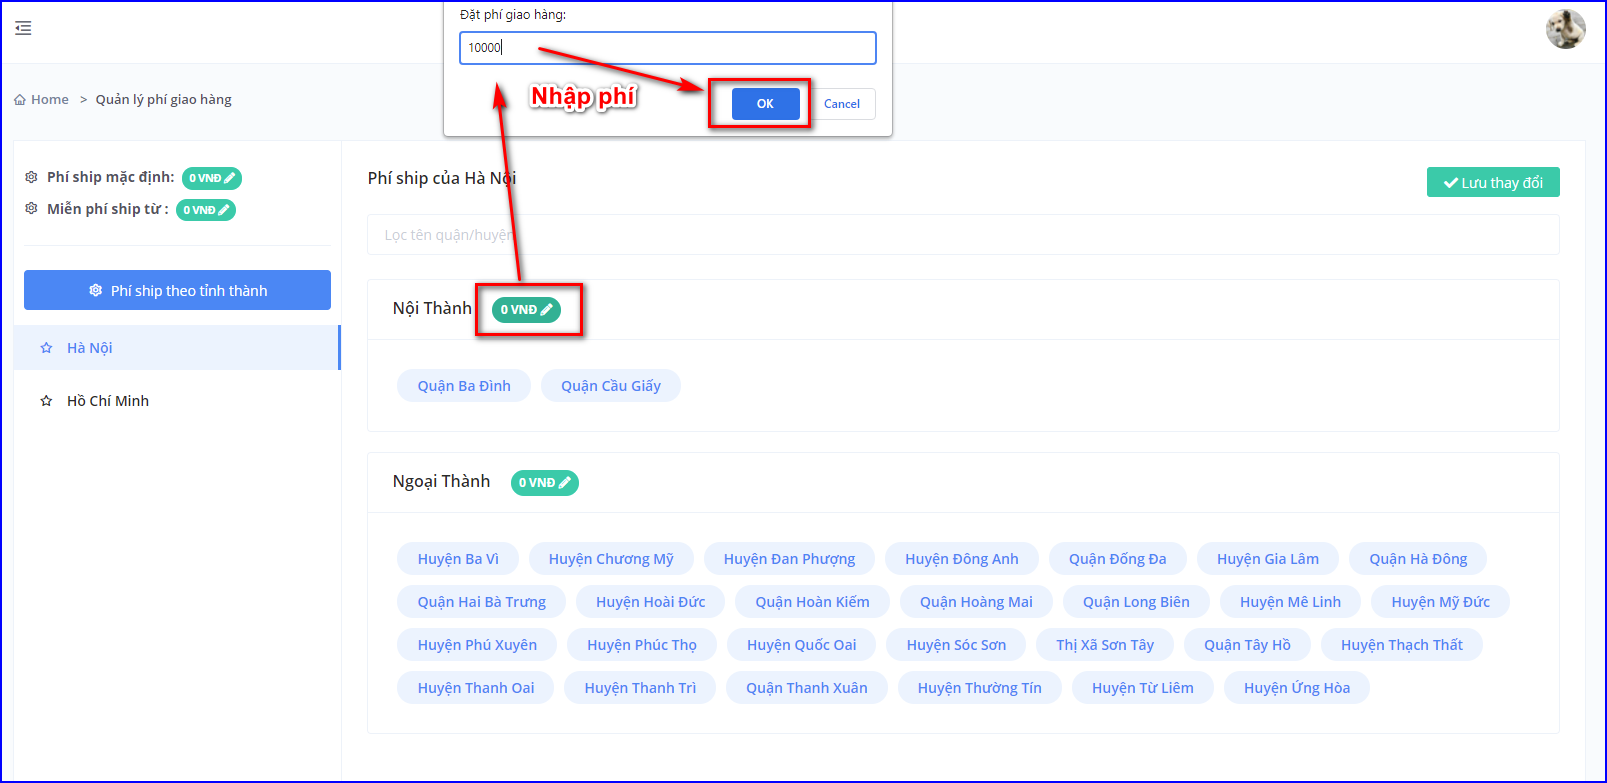 Đặt phí giao hàng:
10000
Nhập phí
OK
Cancel
Home > Quản lý phí giao hàng
Phí ship mặc định: 0 VNĐ
Miễn phí ship từ : 0 VNĐ
Phí ship theo tỉnh thành
Hà Nội
Hồ Chí Minh
Phí ship của Hà Nội
Lưu thay đổi
Lọc tên quận/huyện
Nội Thành 0 VNĐ
Quận Ba Đình Quận Cầu Giấy
Ngoại Thành 0 VNĐ
Huyện Ba Vì Huyện Chương Mỹ Huyện Đan Phượng Huyện Đông Anh Quận Đống Đa Huyện Gia Lâm Quận Hà Đông
Quận Hai Bà Trưng Huyện Hoài Đức Quận Hoàn Kiếm Quận Hoàng Mai Quận Long Biên Huyện Mê Linh Huyện Mỹ Đức
Huyện Phú Xuyên Huyện Phúc Thọ Huyện Quốc Oai Huyện Sóc Sơn Thị Xã Sơn Tây Quận Tây Hồ Huyện Thạch Thất
Huyện Thanh Oai Huyện Thanh Trì Quận Thanh Xuân Huyện Thường Tín Huyện Từ Liêm Huyện Ứng Hòa